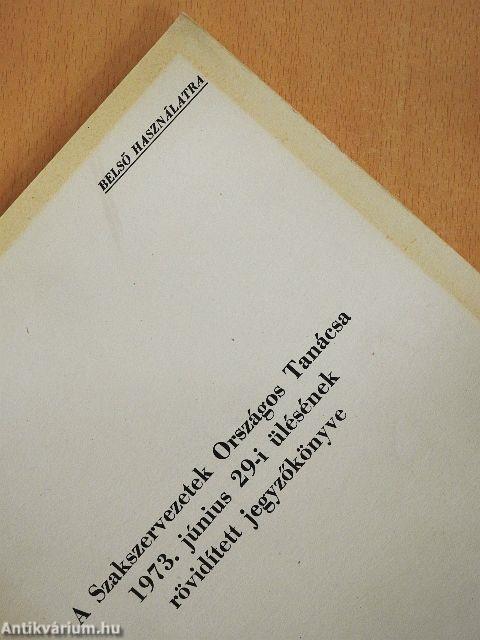 BELSŐ HASZNÁLATRA
A Szakszervezetek Országos Tanácsa
1973. június 29-i ülésének
rövidített jegyzőkönyve
Antikvárium.hu